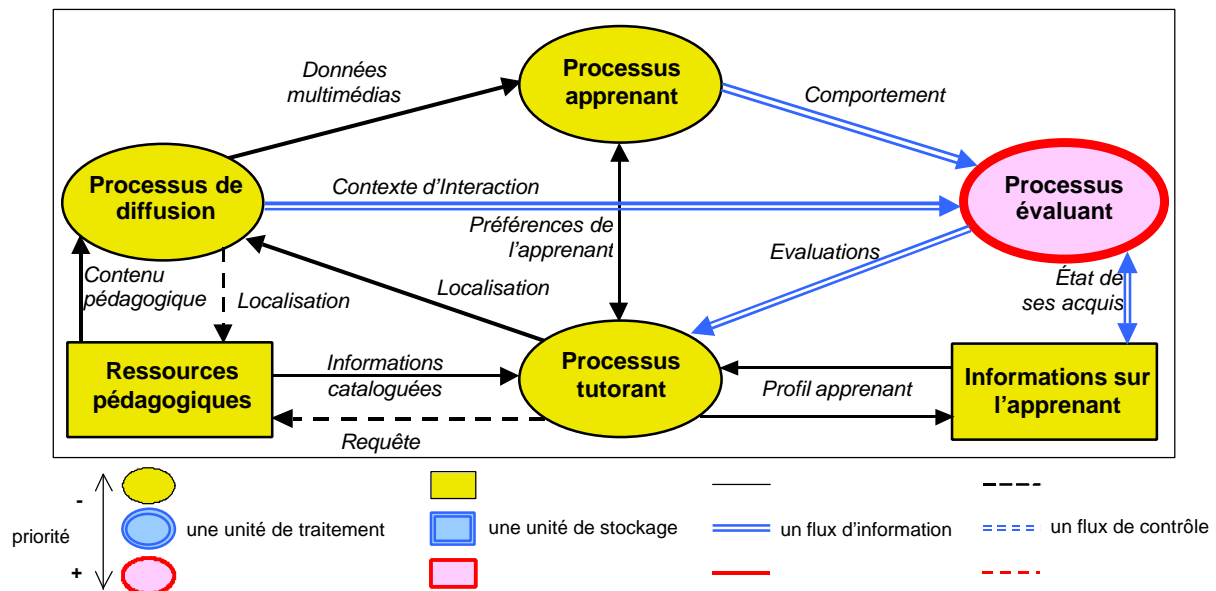 Données
multimédias
Processus
apprenant
Comportement
Processus de
diffusion
Contexte d’Interaction
Processus
évaluant
Préférences de
l’apprenant
Evaluations
Contenu
pédagogique
Localisation
Localisation
État de
ses acquis
Ressources
pédagogiques
Informations
cataloguées
Processus
tutorant
Profil apprenant
Informations sur
l’apprenant
Requête
-
priorité
+
une unité de traitement
une unité de stockage
un flux d’information
un flux de contrôle